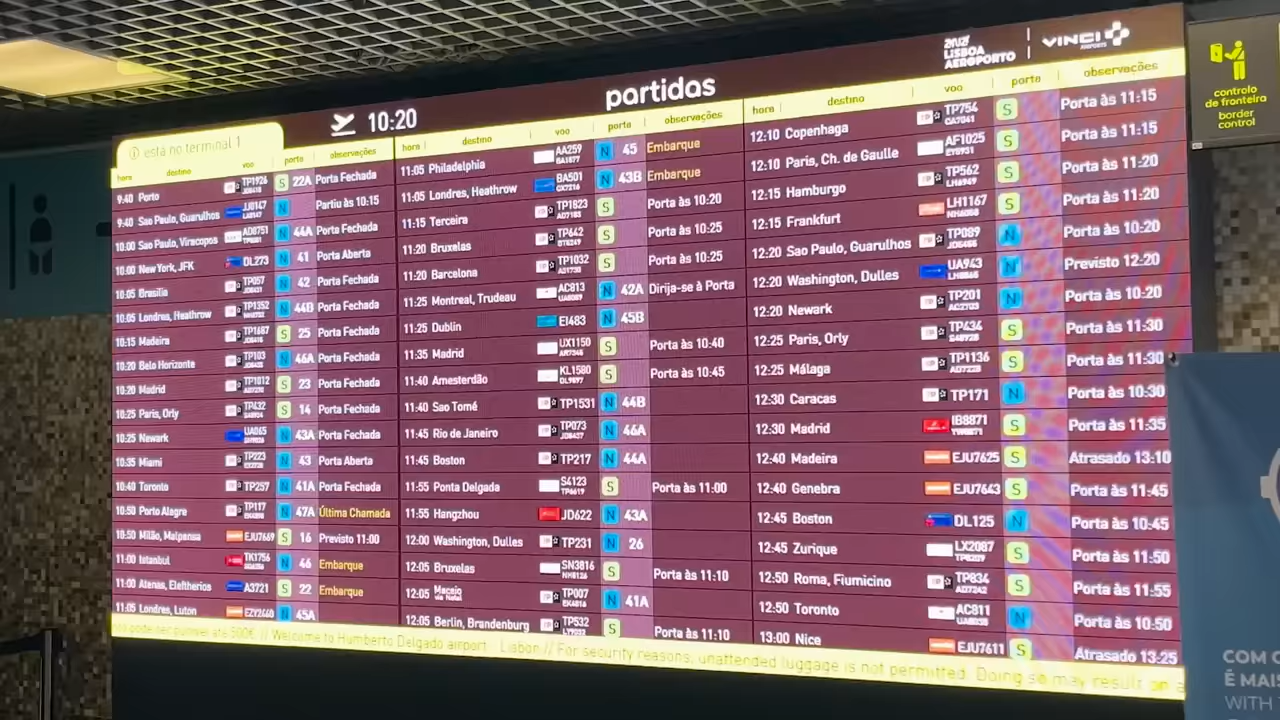 LISBOA
AEROPORTO
VINCI
AIRPORTS
controlo
de fronteira
border
control
partidas
10:20
está no terminal 1
hora destino voo porta observações
9:40 Porto TP1926 S 22A Porta Fechada
9:40 Sao Paulo, Guarulhos JJ8147 N Partiu às 10:15
10:00 Sao Paulo, Viracopos AD8751 N 44A Porta Fechada
10:00 New York, JFK DL273 N 41 Porta Aberta
10:05 Brasilia TP057 N 42 Porta Fechada
10:05 Londres, Heathrow TP1352 N 44B Porta Fechada
10:15 Madeira TP1687 S 25 Porta Fechada
10:20 Belo Horizonte TP103 N 46A Porta Fechada
10:20 Madrid TP1012 S 23 Porta Fechada
10:25 Paris, Orly TP432 S 14 Porta Fechada
10:25 Newark UA065 N 43A Porta Fechada
10:35 Miami TP223 N 43 Porta Aberta
10:40 Toronto TP257 N 41A Porta Fechada
10:50 Porto Alegre TP117 N 47A Última Chamada
10:50 Milão, Malpensa EJU7669 S 16 Previsto 11:00
11:00 Istanbul TK1756 N 46 Embarque
11:00 Atenas, Eleftherios A3721 S 22 Embarque
11:05 Londres, Luton EZY2440 N 45A
hora destino voo porta observações
11:05 Philadelphia AA259 N 45 Embarque
11:05 Londres, Heathrow BA501 N 43B Embarque
11:15 Terceira TP1823 S Porta às 10:20
11:20 Bruxelas TP642 S Porta às 10:25
11:20 Barcelona TP1032 S Porta às 10:25
11:25 Montreal, Trudeau AC813 N 42A Dirija-se à Porta
11:25 Dublin EI483 N 45B
11:35 Madrid UX1150 S Porta às 10:40
11:40 Amesterdão KL1580 S Porta às 10:45
11:40 Sao Tomé TP1531 N 44B
11:45 Rio de Janeiro TP073 N 46A
11:45 Boston TP217 N 44A
11:55 Ponta Delgada S4123 S Porta às 11:00
11:55 Hangzhou JD622 N 43A
12:00 Washington, Dulles TP231 N 26
12:05 Bruxelas SN3816 S Porta às 11:10
12:05 Maceio via Natal TP007 N 41A
12:05 Berlin, Brandenburg TP532 S Porta às 11:10
hora destino voo porta observações
12:10 Copenhaga TP754 S Porta às 11:15
12:10 Paris, Ch. de Gaulle AF1025 S Porta às 11:15
12:15 Hamburgo TP562 S Porta às 11:20
12:15 Frankfurt LH1167 S Porta às 11:20
12:20 Sao Paulo, Guarulhos TP089 N Porta às 10:20
12:20 Washington, Dulles UA943 N Previsto 12:20
12:20 Newark TP201 N Porta às 10:20
12:25 Paris, Orly TP434 S Porta às 11:30
12:25 Málaga TP1136 S Porta às 11:30
12:30 Caracas TP171 N Porta às 10:30
12:30 Madrid IB8871 S Porta às 11:35
12:40 Madeira EJU7625 S Atrasado 13:10
12:40 Genebra EJU7643 S Porta às 11:45
12:45 Boston DL125 N Porta às 10:45
12:45 Zurique LX2087 S Porta às 11:50
12:50 Roma, Fiumicino TP834 S Porta às 11:55
12:50 Toronto AC811 N Porta às 10:50
13:00 Nice EJU7611 S Atrasado 13:25
pode ser punível até 500€ // Welcome to Humberto Delgado airport - Lisbon // For security reasons, unattended luggage is not permitted. Doing so may result on a
É MAIS
WITH